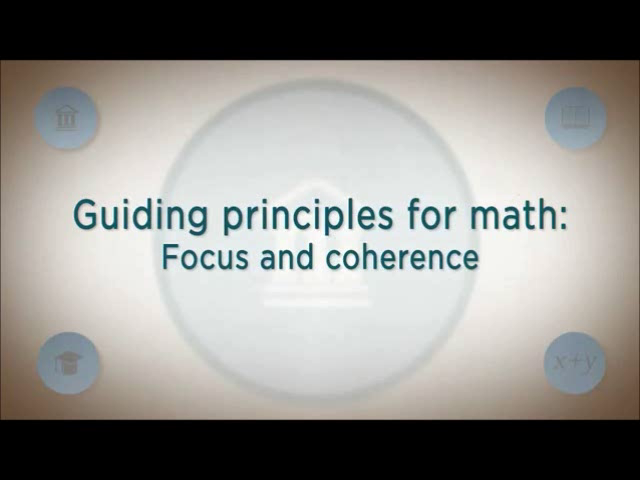 Guiding principles for math:
Focus and coherence
x+y